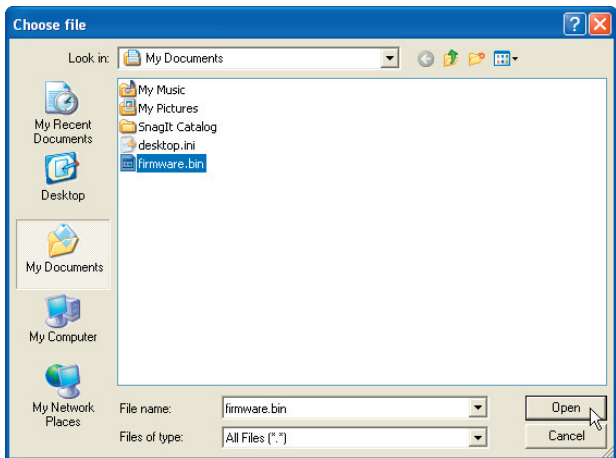 Choose file
Look in: My Documents
My Recent
Documents
Desktop
My Documents
My Computer
My Network
Places
My Music
My Pictures
SnagIt Catalog
desktop.ini
firmware.bin
File name: firmware.bin Open
Files of type: All Files (*.*) Cancel